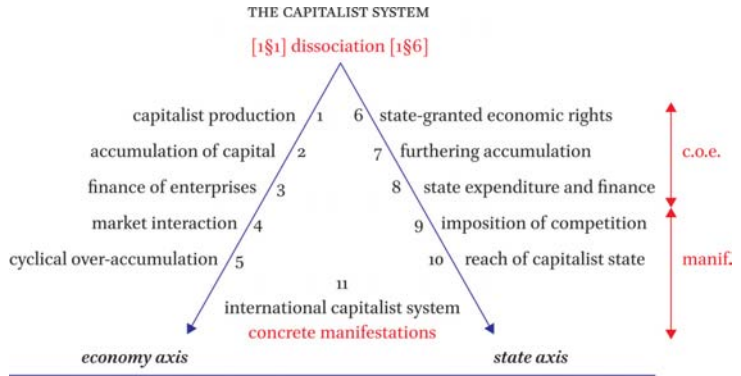 THE CAPITALIST SYSTEM
[1§1] dissociation [1§6]
capitalist production 1 6 state-granted economic rights
accumulation of capital 2 7 furthering accumulation
c.o.e.
finance of enterprises 3 8 state expenditure and finance
market interaction 4 9 imposition of competition
cyclical over-accumulation 5 10 reach of capitalist state manif.
11
international capitalist system
concrete manifestations
economy axis state axis